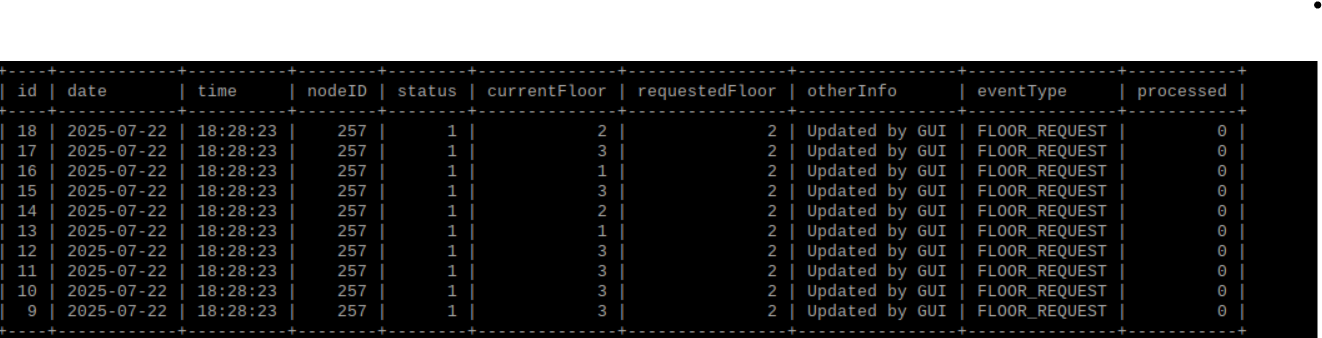 •
+----+------------+----------+--------+--------+--------------+----------------+----------------+---------------+-----------+
| id | date       | time     | nodeID | status | currentFloor | requestedFloor | otherInfo      | eventType     | processed |
+----+------------+----------+--------+--------+--------------+----------------+----------------+---------------+-----------+
| 18 | 2025-07-22 | 18:28:23 |    257 |      1 |            2 |              2 | Updated by GUI | FLOOR_REQUEST |         0 |
| 17 | 2025-07-22 | 18:28:23 |    257 |      1 |            3 |              2 | Updated by GUI | FLOOR_REQUEST |         0 |
| 16 | 2025-07-22 | 18:28:23 |    257 |      1 |            1 |              2 | Updated by GUI | FLOOR_REQUEST |         0 |
| 15 | 2025-07-22 | 18:28:23 |    257 |      1 |            3 |              2 | Updated by GUI | FLOOR_REQUEST |         0 |
| 14 | 2025-07-22 | 18:28:23 |    257 |      1 |            2 |              2 | Updated by GUI | FLOOR_REQUEST |         0 |
| 13 | 2025-07-22 | 18:28:23 |    257 |      1 |            1 |              2 | Updated by GUI | FLOOR_REQUEST |         0 |
| 12 | 2025-07-22 | 18:28:23 |    257 |      1 |            3 |              2 | Updated by GUI | FLOOR_REQUEST |         0 |
| 11 | 2025-07-22 | 18:28:23 |    257 |      1 |            3 |              2 | Updated by GUI | FLOOR_REQUEST |         0 |
| 10 | 2025-07-22 | 18:28:23 |    257 |      1 |            3 |              2 | Updated by GUI | FLOOR_REQUEST |         0 |
|  9 | 2025-07-22 | 18:28:23 |    257 |      1 |            3 |              2 | Updated by GUI | FLOOR_REQUEST |         0 |
+----+------------+----------+--------+--------+--------------+----------------+----------------+---------------+-----------+